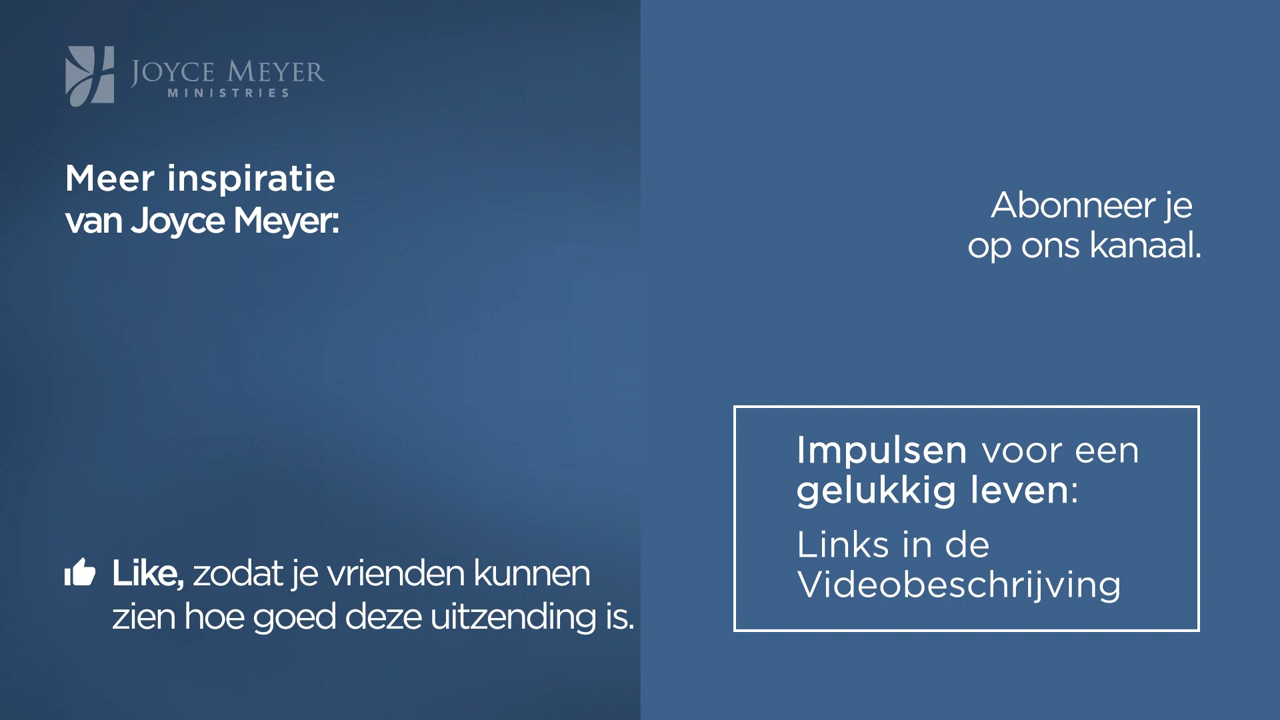 JOYCE MEYER
MINISTRIES
Meer inspiratie
van Joyce Meyer:
Like, zodat je vrienden kunnen
zien hoe goed deze uitzending is.
Abonneer je
op ons kanaal.
Impulsen voor een
gelukkig leven:
Links in de
Videobeschrijving